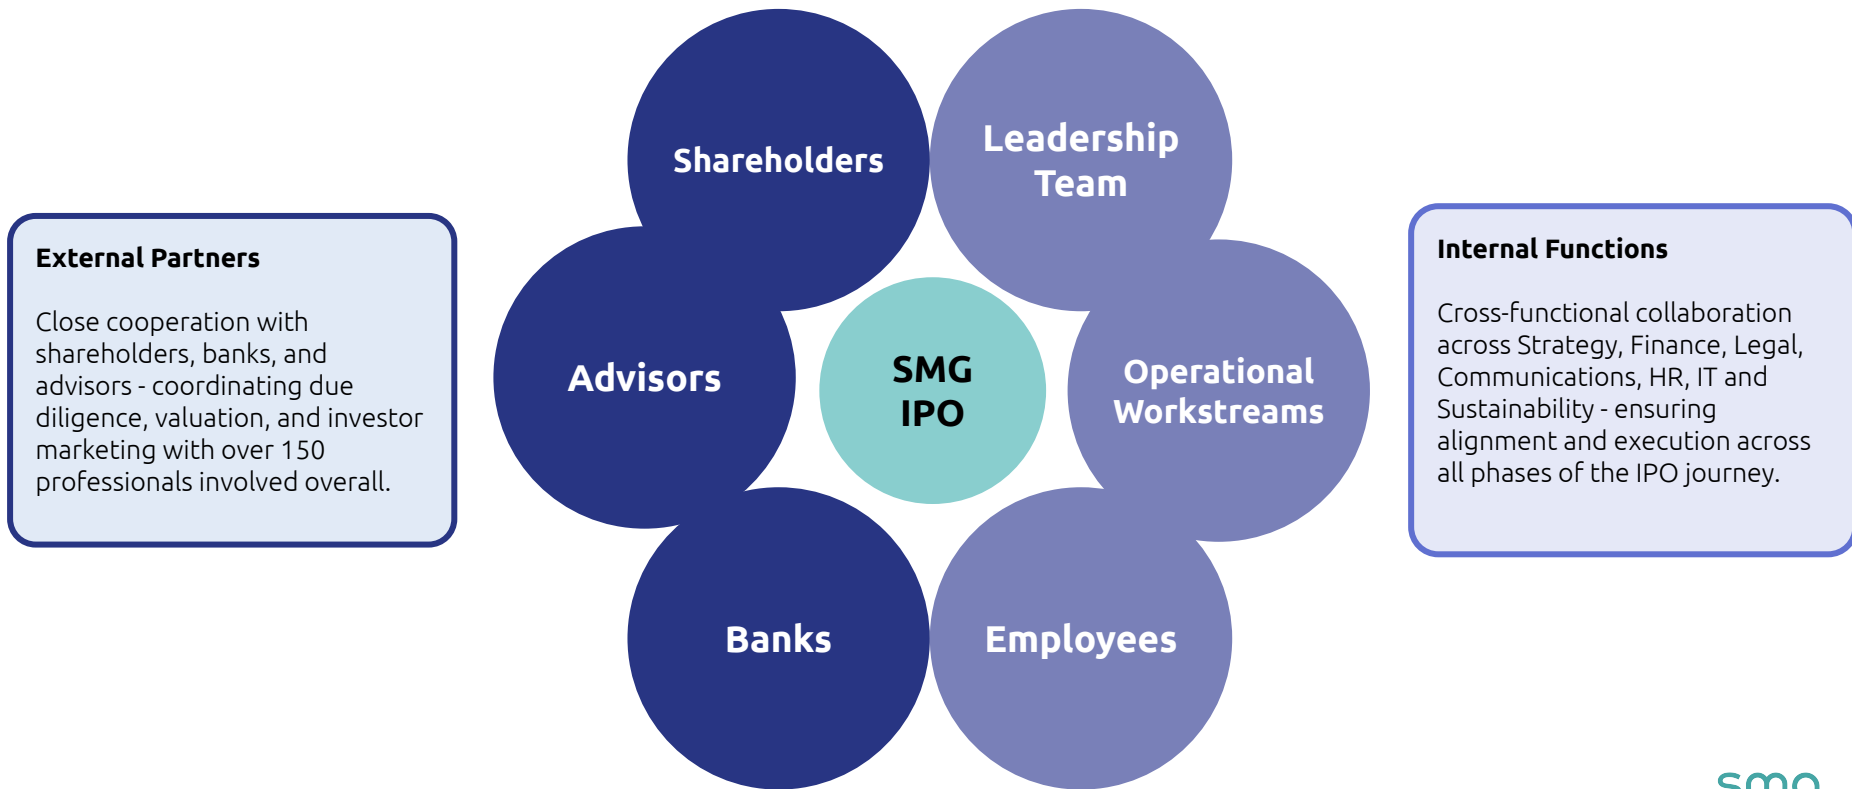 External Partners
Close cooperation with
shareholders, banks, and
advisors - coordinating due
diligence, valuation, and investor
marketing with over 150
professionals involved overall.
Shareholders
Leadership
Team
Advisors
SMG
IPO
Operational
Workstreams
Banks
Employees
Internal Functions
Cross-functional collaboration
across Strategy, Finance, Legal,
Communications, HR, IT and
Sustainability - ensuring
alignment and execution across
all phases of the IPO journey.